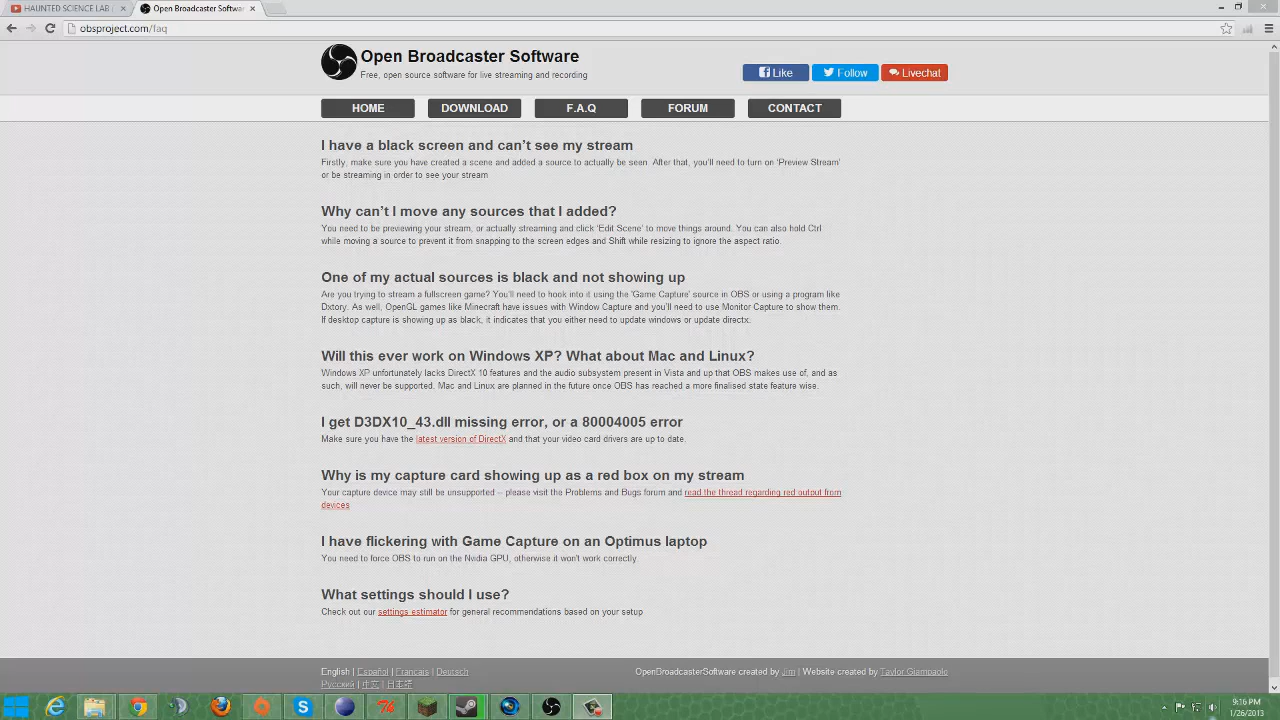 HAUNTED SCIENCE LAB
Open Broadcaster Softwar
obsproject.com/faq
Open Broadcaster Software
Free, open source software for live streaming and recording
Like
Follow
Livechat
HOME
DOWNLOAD
F.A.Q
FORUM
CONTACT
I have a black screen and can't see my stream
Firstly, make sure you have created a scene and added a source to actually be seen. After that, you'll need to turn on 'Preview Stream'
or be streaming in order to see your stream
Why can't I move any sources that I added?
You need to be previewing your stream, or actually streaming and click 'Edit Scene' to move things around. You can also hold Ctrl
while moving a source to prevent it from snapping to the screen edges and Shift while resizing to ignore the aspect ratio.
One of my actual sources is black and not showing up
Are you trying to stream a fullscreen game? You'll need to hook into it using the 'Game Capture' source in OBS or using a program like
Dxtory. As well, OpenGL games like Minecraft have issues with Window Capture and you'll need to use Monitor Capture to show them.
If desktop capture is showing up as black, it indicates that you either need to update windows or update directx.
Will this ever work on Windows XP? What about Mac and Linux?
Windows XP unfortunately lacks DirectX 10 features and the audio subsystem present in Vista and up that OBS makes use of, and as
such, will never be supported. Mac and Linux are planned in the future once OBS has reached a more finalised state feature wise.
I get D3DX10_43.dll missing error, or a 80004005 error
Make sure you have the latest version of DirectX and that your video card drivers are up to date.
Why is my capture card showing up as a red box on my stream
Your capture device may still be unsupported – please visit the Problems and Bugs forum and read the thread regarding red output from
devices
I have flickering with Game Capture on an Optimus laptop
You need to force OBS to run on the Nvidia GPU, otherwise it won't work correctly
What settings should I use?
Check out our settings estimator for general recommendations based on your setup
English | Español | Francais | Deutsch
Русский | 中文 | 日本語
OpenBroadcasterSoftware created by Jim | Website created by Taylor Giampaolo
9:16 PM
1/26/2013